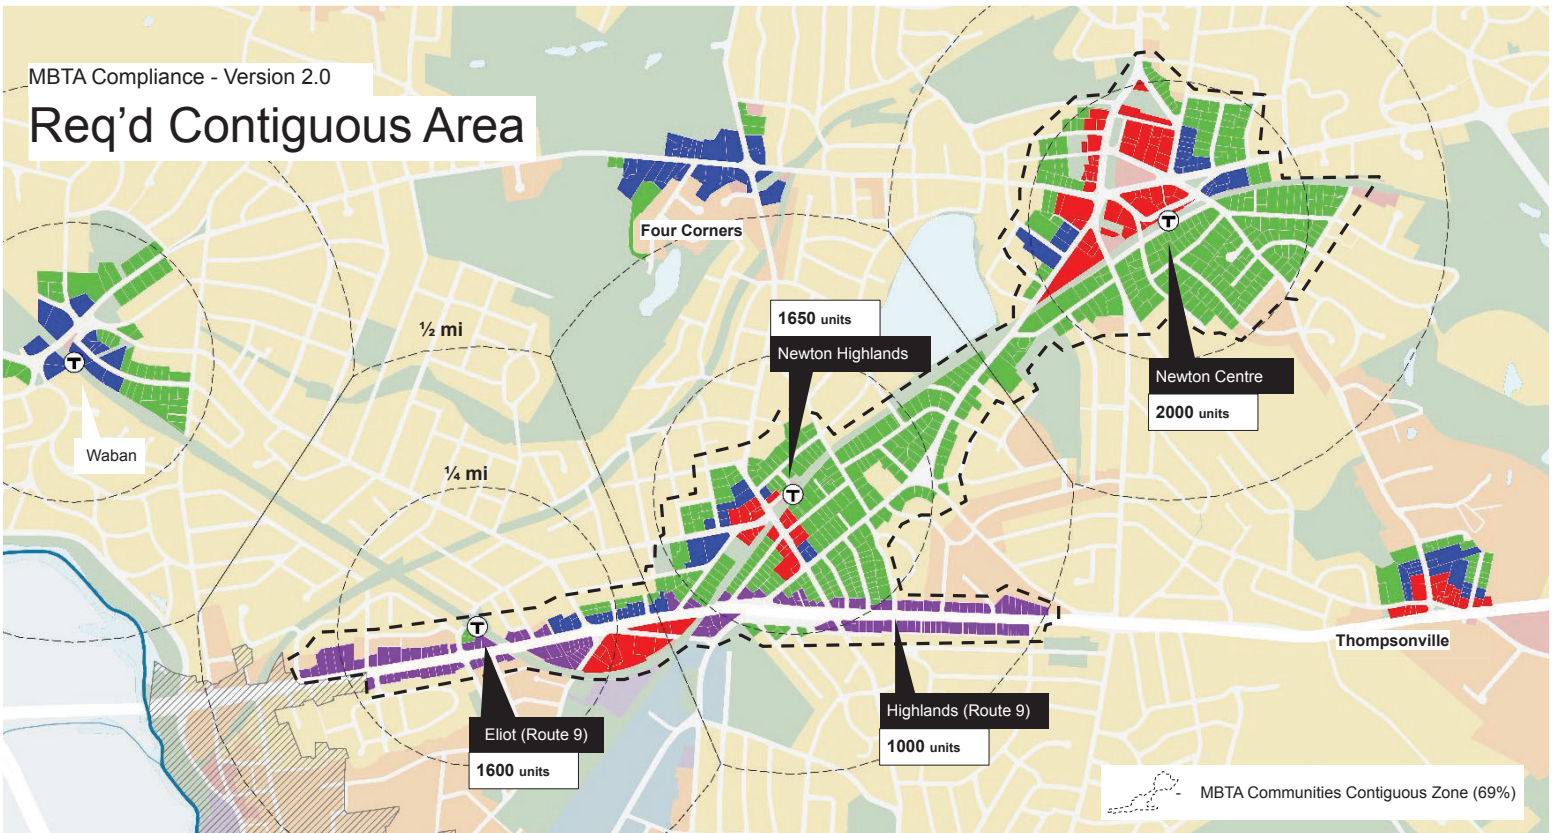 MBTA Compliance - Version 2.0
Req'd Contiguous Area
Four Corners
T
1650 units
Newton Highlands
½ mi
T
Newton Centre
2000 units
Waban
¼ mi
T
T
Thompsonville
Highlands (Route 9)
1000 units
Eliot (Route 9)
1600 units
MBTA Communities Contiguous Zone (69%)